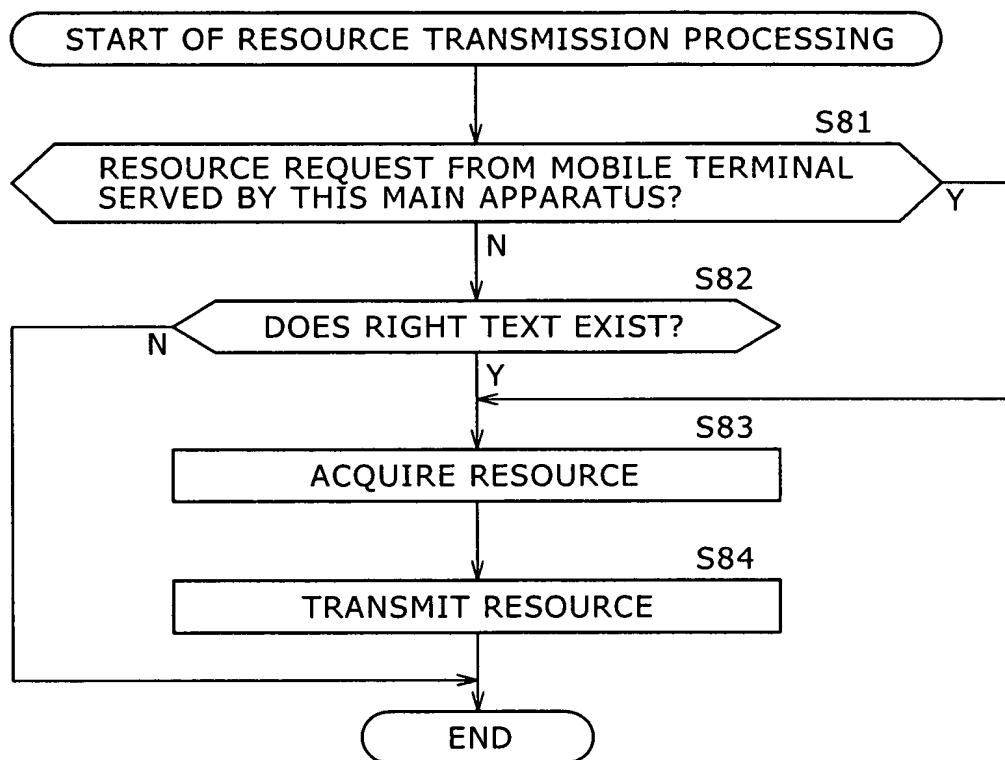 START OF RESOURCE TRANSMISSION PROCESSING
S81
RESOURCE REQUEST FROM MOBILE TERMINAL
SERVED BY THIS MAIN APPARATUS?
Y
N
S82
DOES RIGHT TEXT EXIST?
N
Y
S83
ACQUIRE RESOURCE
S84
TRANSMIT RESOURCE
END